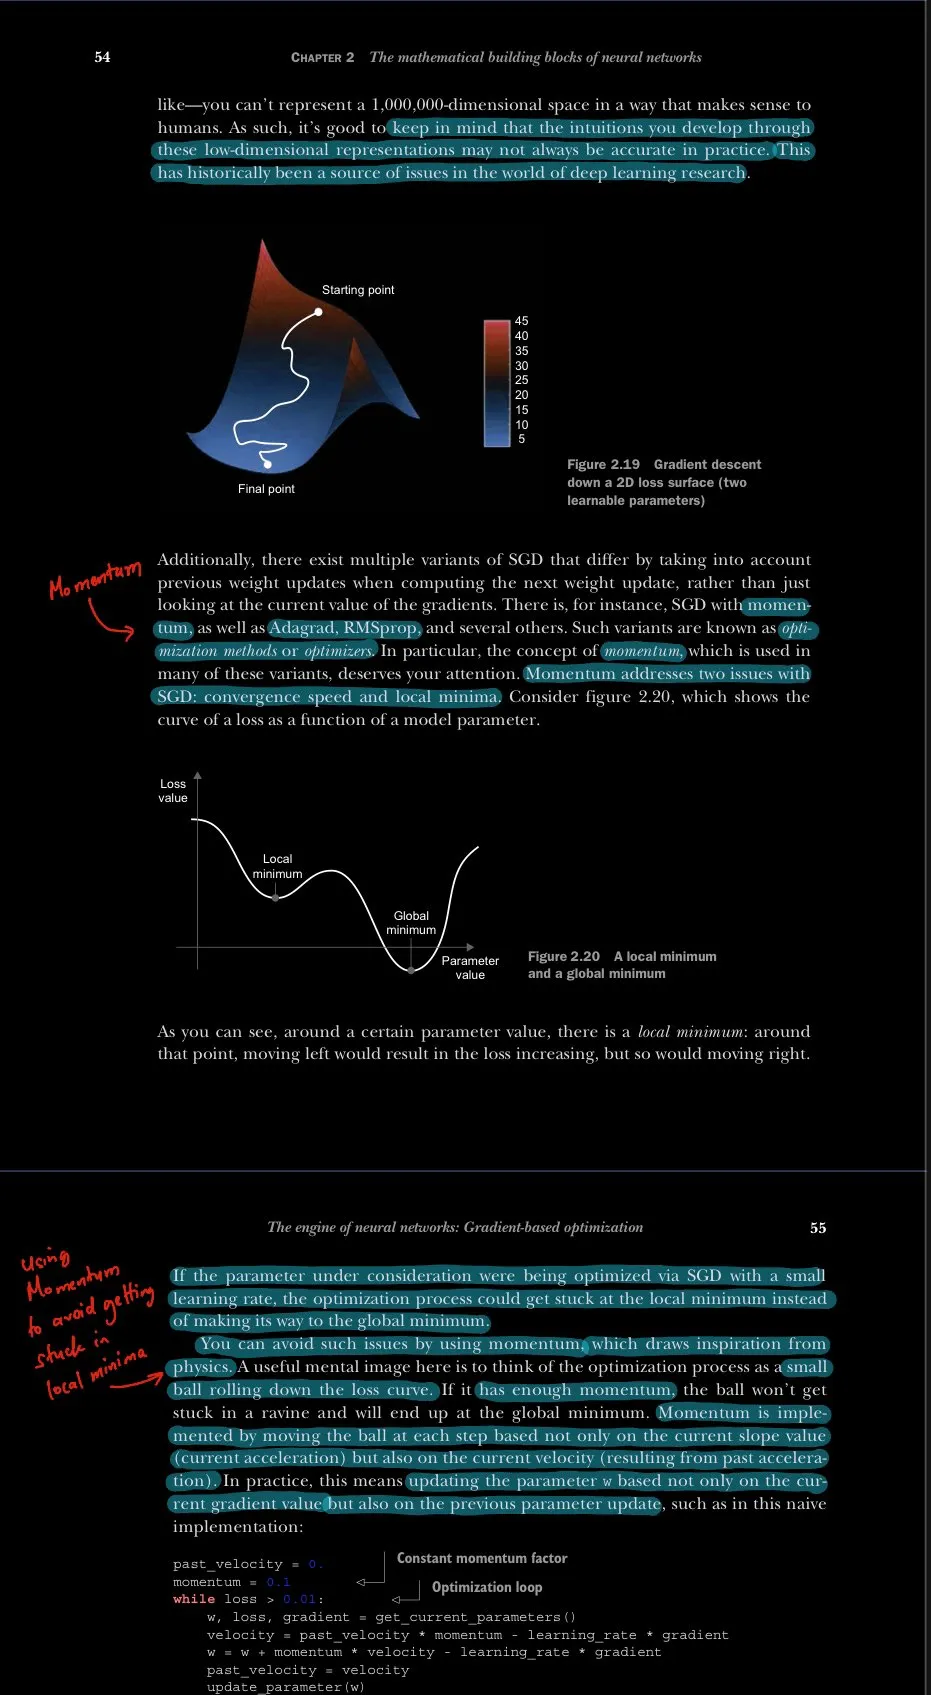 54
CHAPTER 2 The mathematical building blocks of neural networks
like—you can't represent a 1,000,000-dimensional space in a way that makes sense to
humans. As such, it's good to keep in mind that the intuitions you develop through
these low-dimensional representations may not always be accurate in practice. This
has historically been a source of issues in the world of deep learning research.
Starting point
45
40
35
30
25
20
15
10
5
Final point
Figure 2.19 Gradient descent
down a 2D loss surface (two
learnable parameters)
Momentum
Additionally, there exist multiple variants of SGD that differ by taking into account
previous weight updates when computing the next weight update, rather than just
looking at the current value of the gradients. There is, for instance, SGD with momen-
tum, as well as Adagrad, RMSprop, and several others. Such variants are known as opti-
mization methods or optimizers. In particular, the concept of momentum, which is used in
many of these variants, deserves your attention. Momentum addresses two issues with
SGD: convergence speed and local minima. Consider figure 2.20, which shows the
curve of a loss as a function of a model parameter.
Loss
value
Local
minimum
Global
minimum
Parameter
value
Figure 2.20 A local minimum
and a global minimum
As you can see, around a certain parameter value, there is a local minimum: around
that point, moving left would result in the loss increasing, but so would moving right.
The engine of neural networks: Gradient-based optimization
55
Using
Momentum
to avoid getting
stuck in
local minima
If the parameter under consideration were being optimized via SGD with a small
learning rate, the optimization process could get stuck at the local minimum instead
of making its way to the global minimum.
You can avoid such issues by using momentum, which draws inspiration from
physics. A useful mental image here is to think of the optimization process as a small
ball rolling down the loss curve. If it has enough momentum, the ball won't get
stuck in a ravine and will end up at the global minimum. Momentum is imple-
mented by moving the ball at each step based not only on the current slope value
(current acceleration) but also on the current velocity (resulting from past accelera-
tion). In practice, this means updating the parameter w based not only on the cur-
rent gradient value but also on the previous parameter update, such as in this naive
implementation:
past_velocity = 0.
Constant momentum factor
momentum = 0.1
Optimization loop
while loss > 0.01:
w, loss, gradient = get_current_parameters()
velocity = past_velocity * momentum - learning_rate * gradient
w = w + momentum * velocity - learning_rate * gradient
past_velocity = velocity
update_parameter(w)